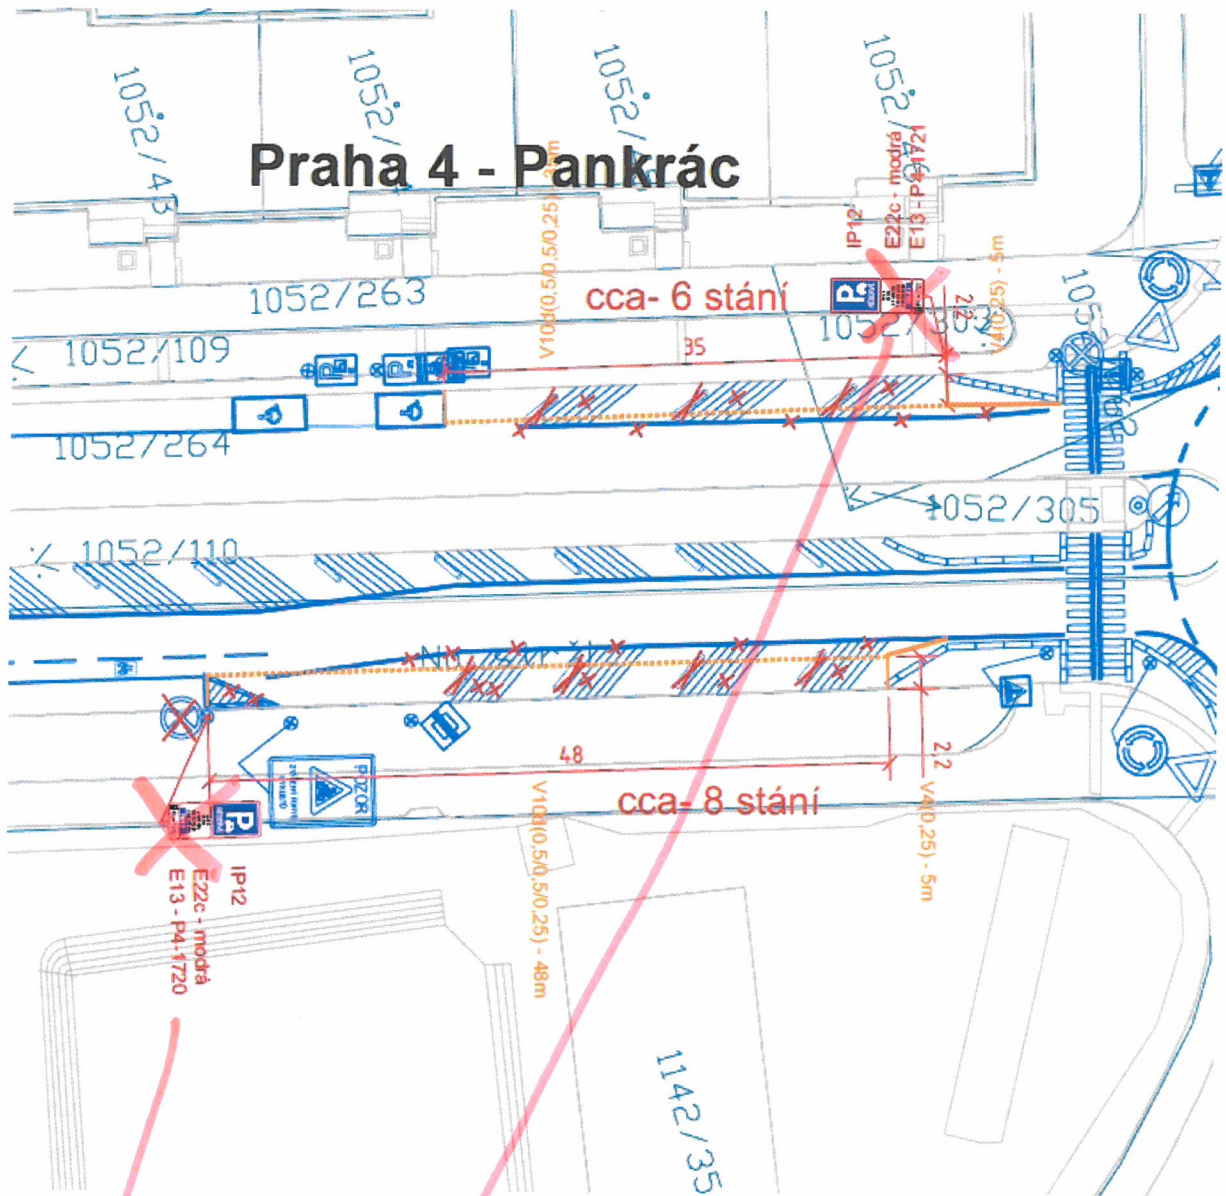 1052/43
1052/
1052/
1052/
Praha 4 - Pankrác
V10d(0,5/0,5/0,25) - 35m
IP12
E22c - modrá
E13 - P4-1721
V4(0,25) - 5m
1052/263
cca- 6 stání
2,2
1052/109
35
1052/264
1052/305
1052/110
48
2,2
POZOR
cca- 8 stání
V10d(0,5/0,5/0,25) - 48m
V4(0,25) - 5m
IP12
E22c - modrá
E13 - P4-1720
1142/35